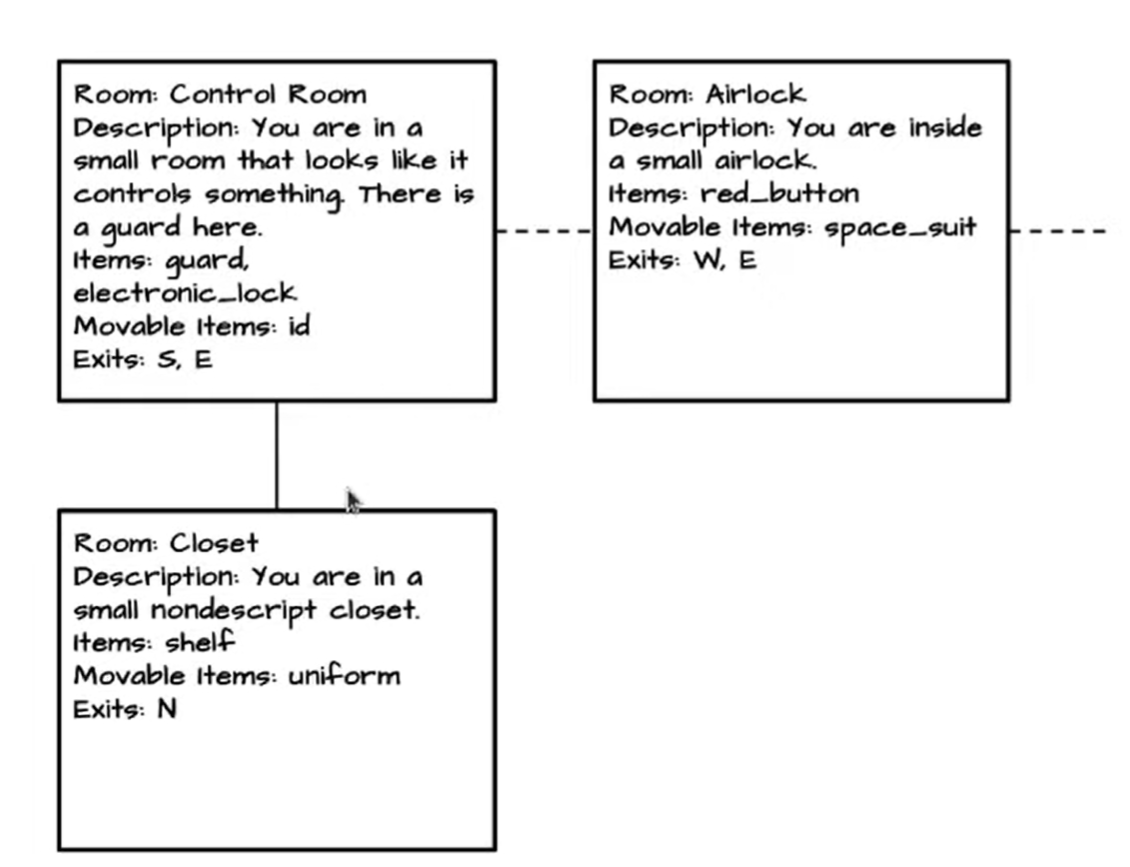 Room: Control Room
Description: You are in a
small room that looks like it
controls something. There is
a guard here.
Items: guard,
electronic_lock
Movable Items: id
Exits: S, E
Room: Airlock
Description: You are inside
a small airlock.
Items: red_button
Movable Items: space_suit
Exits: W, E
Room: Closet
Description: You are in a
small nondescript closet.
Items: shelf
Movable Items: uniform
Exits: N